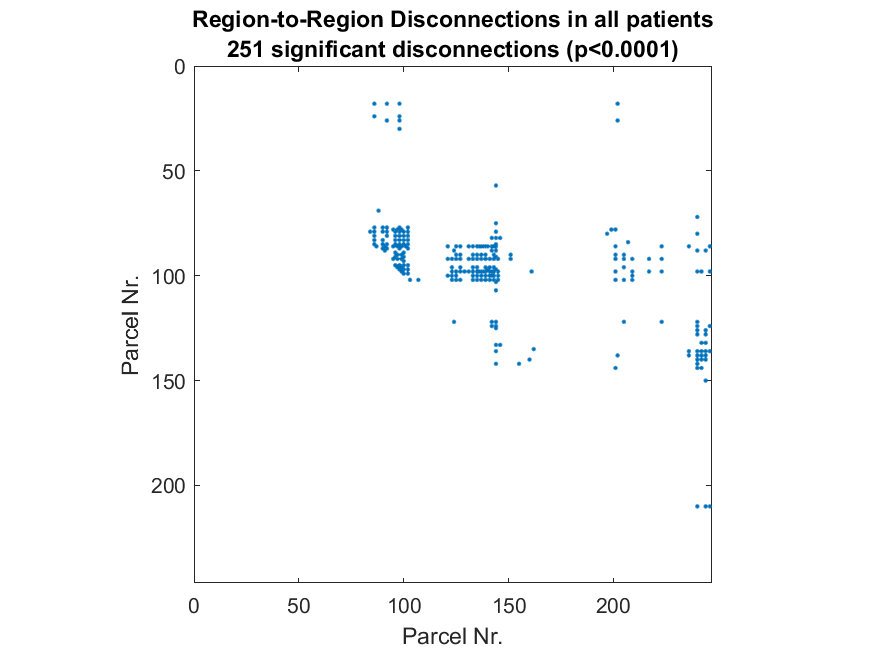 Region-to-Region Disconnections in all patients
251 significant disconnections (p<0.0001)
0
50
100
150
200
Parcel Nr.
0 50 100 150 200
Parcel Nr.